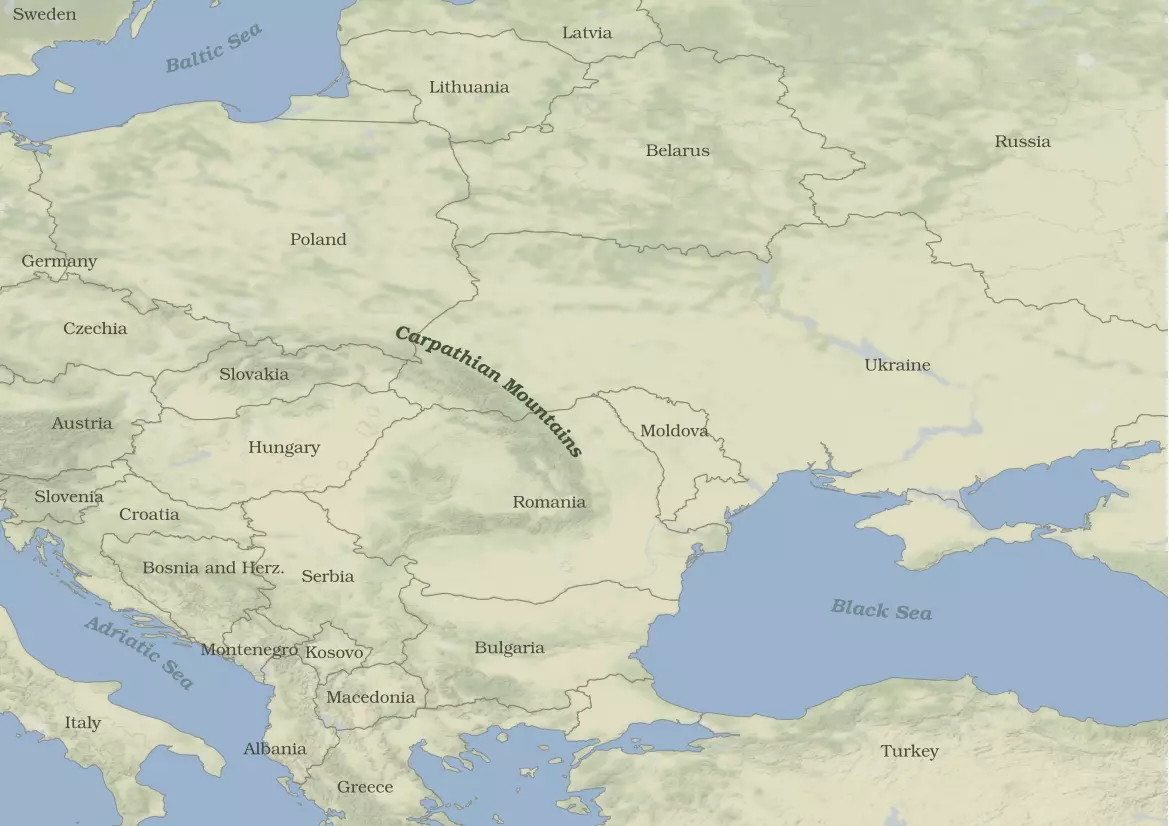 Sweden
Baltic Sea
Latvia
Lithuania
Belarus
Russia
Poland
Germany
Czechia
Carpathian Mountains
Slovakia
Ukraine
Austria
Moldova
Hungary
Slovenia
Romania
Croatia
Bosnia and Herz.
Serbia
Black Sea
Adriatic Sea
Montenegro
Kosovo
Bulgaria
Macedonia
Italy
Albania
Turkey
Greece